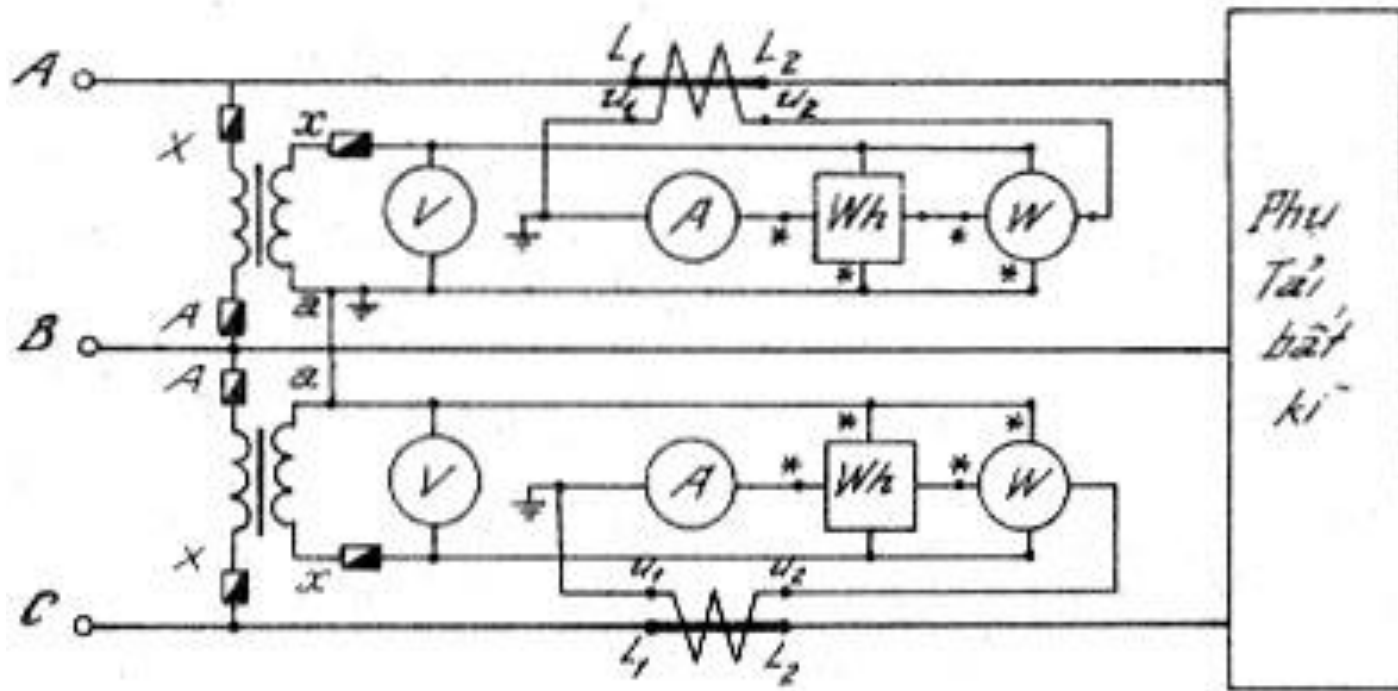 A
L₁ L₂
u₁ u₂
X x
V A * Wh * W
* *
Phụ
Tải
bất
kì
A a
B
A a
* *
V A * Wh * W
X x
u₁ u₂
C
L₁ L₂